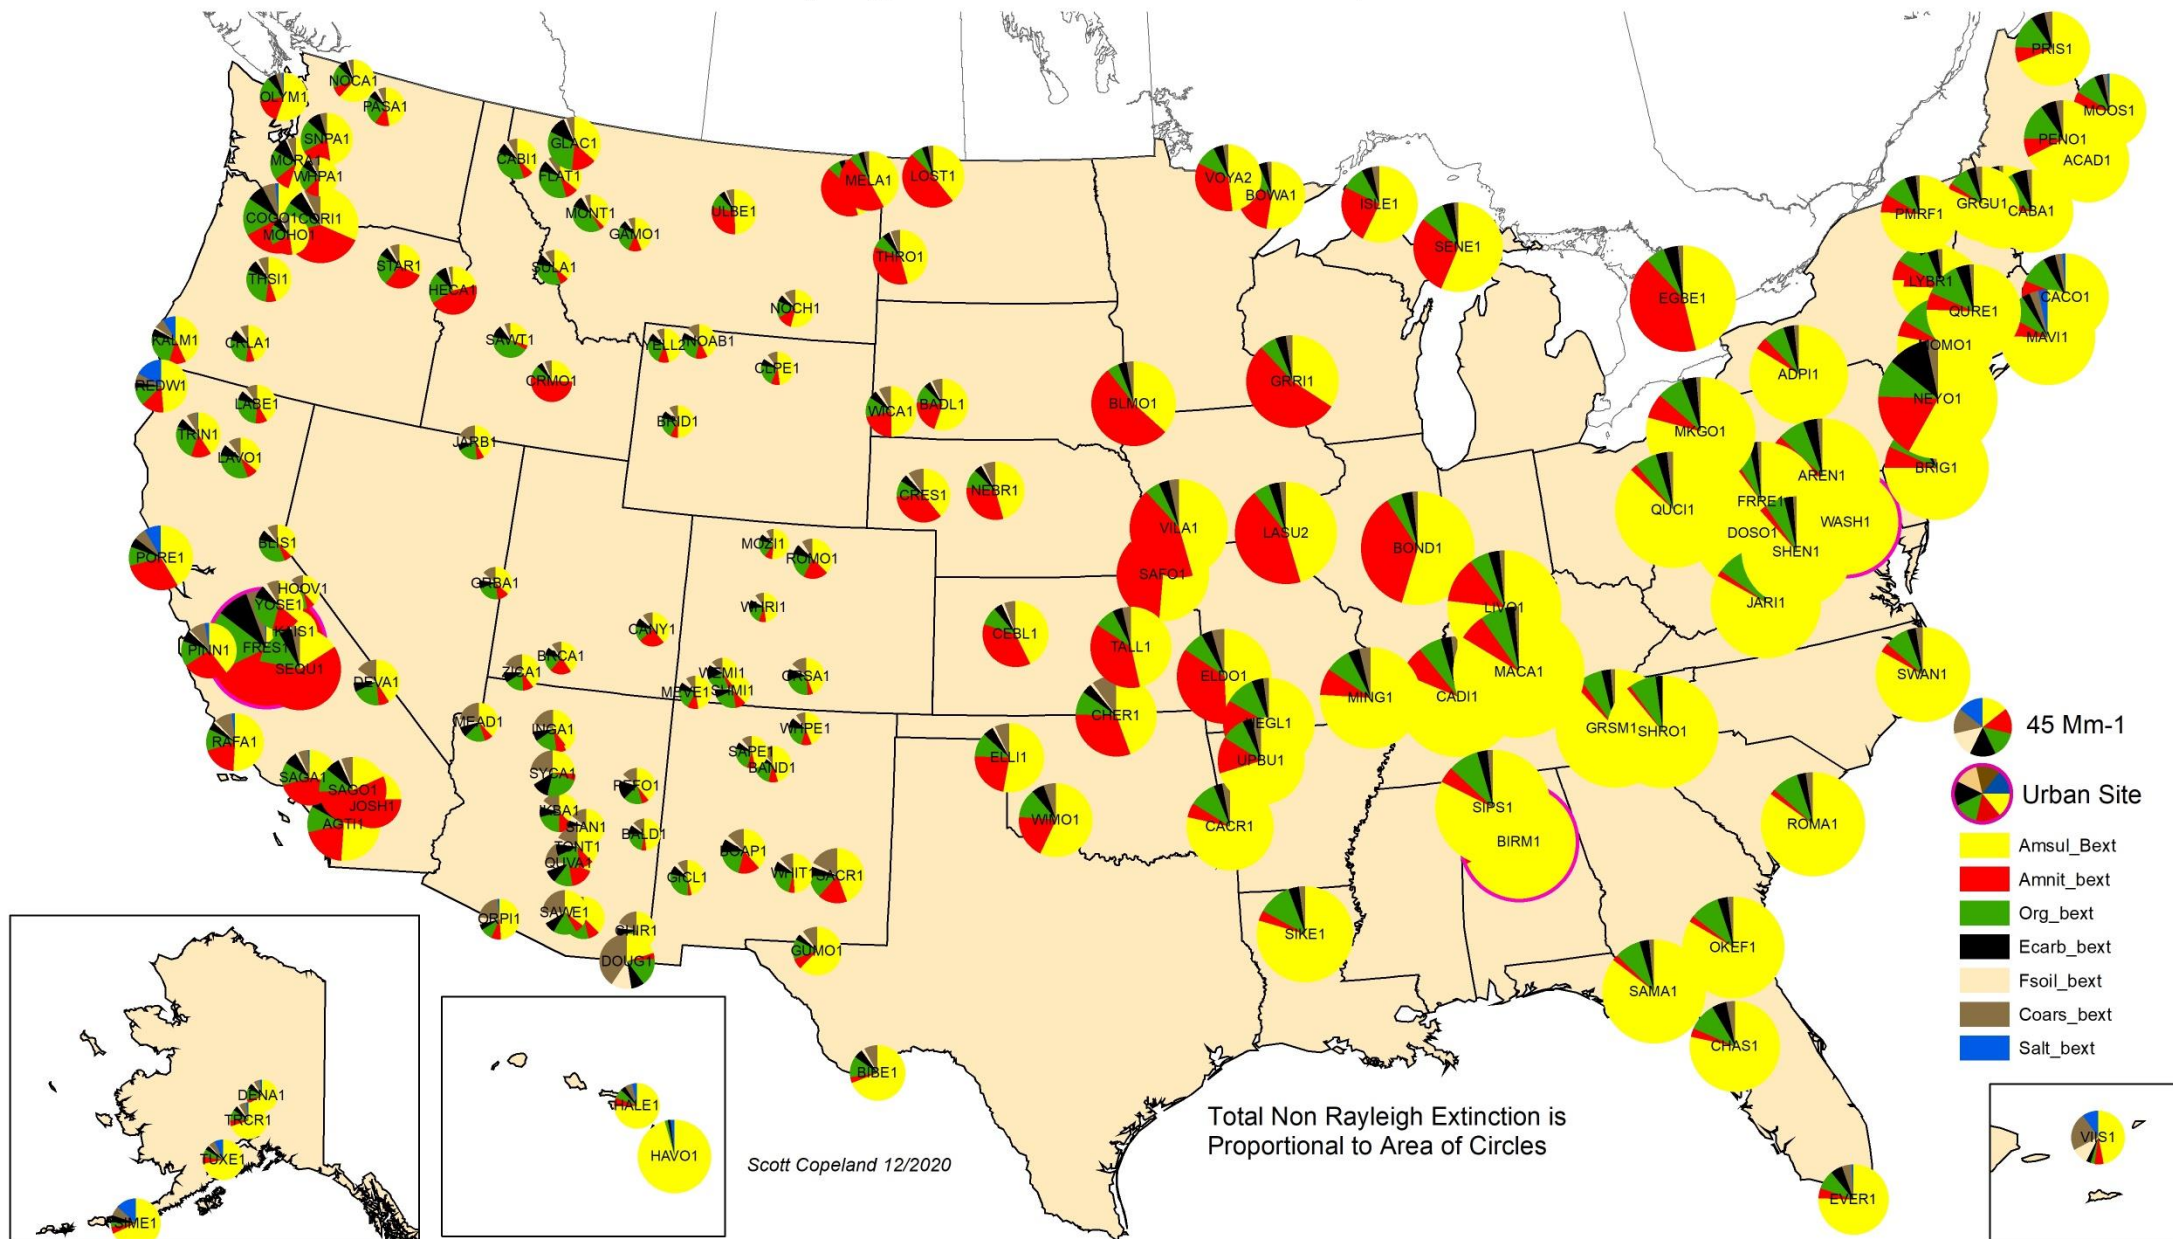 NOCA1
OLYM1
PASA1
SNPA1
MORA1
WHPA1
COGO1
CORI1
MOHO1
THSI1
STAR1
HECA1
KALM1
CRLA1
REDW1
LABE1
TRIN1
LAVO1
CABI1
GLAC1
FLAT1
MONT1
GAMO1
SULA1
ULBE1
MELA1
LOST1
THRO1
NOCH1
SAWT1
CRMO1
YELL2
NOAB1
CLPE1
BRID1
JARB1
WICA1
BADL1
VOYA2
BOWA1
ISLE1
SENE1
BLMO1
GRRI1
EGBE1
PRIS1
MOOS1
PENO1
ACAD1
PMRF1
GRGU1
CABA1
LYBR1
CACO1
QURE1
MOMO1
MAVI1
ADPI1
NEYO1
MKGO1
BRIG1
AREN1
FRRE1
QUCI1
WASH1
DOSO1
SHEN1
JARI1
PORE1
BLIS1
HOOV1
YOSE1
KAIS1
PINN1
FRES1
SEQU1
DEVA1
RAFA1
SAGA1
SAGO1
JOSH1
AGTI1
GRBA1
MOZI1
ROMO1
WHRI1
CANY1
BRCA1
ZICA1
WEMI1
MEVE1
SHMI1
GRSA1
MEAD1
INGA1
WHPE1
SAPE1
BAND1
SYCA1
PEFO1
IKBA1
SIAN1
BALD1
TONT1
QUVA1
BOAP1
GICL1
WHIT1
SACR1
ORPI1
SAWE1
CHIR1
DOUG1
GUMO1
CRES1
NEBR1
VILA1
LASU2
SAFO1
BOND1
LIVO1
CEBL1
TALL1
ELDO1
CHER1
HEGL1
UPBU1
ELLI1
WIMO1
CACR1
MING1
CADI1
MACA1
GRSM1
SHRO1
SWAN1
SIPS1
BIRM1
ROMA1
SIKE1
OKEF1
SAMA1
CHAS1
EVER1
BIBE1
45 Mm-1
Urban Site
Amsul_Bext
Amnit_bext
Org_bext
Ecarb_bext
Fsoil_bext
Coars_bext
Salt_bext
DENA1
TRCR1
TUXE1
SIME1
HALE1
HAVO1
VIIS1
Scott Copeland 12/2020
Total Non Rayleigh Extinction is
Proportional to Area of Circles